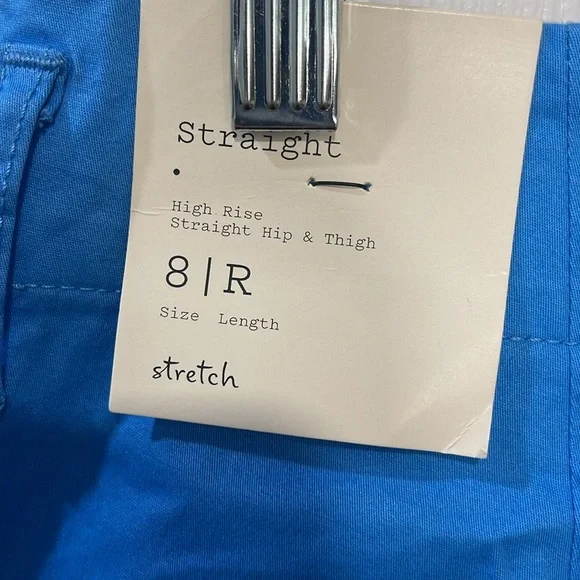 Straight
High Rise
Straight Hip & Thigh
8|R
Size Length
stretch